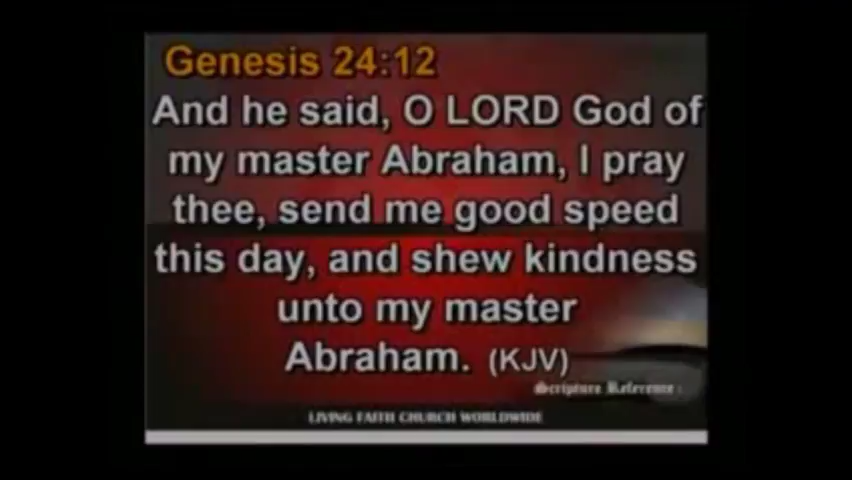 Genesis 24:12
And he said, O LORD God of
my master Abraham, I pray
thee, send me good speed
this day, and shew kindness
unto my master
Abraham. (KJV)
Scripture Reference :
LIVING FAITH CHURCH WORLDWIDE